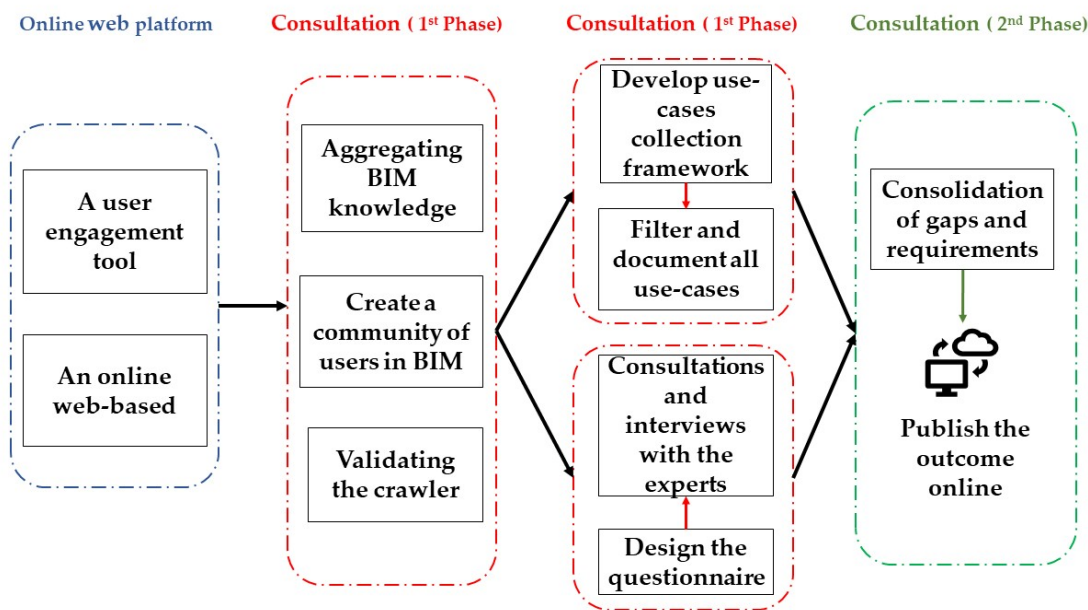 Online web platform
Consultation ( 1st Phase)
Consultation ( 1st Phase)
Consultation ( 2nd Phase)
A user
engagement
tool
An online
web-based
Aggregating
BIM
knowledge
Create a
community of
users in BIM
Validating
the crawler
Develop use-
cases
collection
framework
Filter and
document all
use-cases
Consultations
and
interviews
with the
experts
Design the
questionnaire
Consolidation
of gaps and
requirements
Publish the
outcome
online